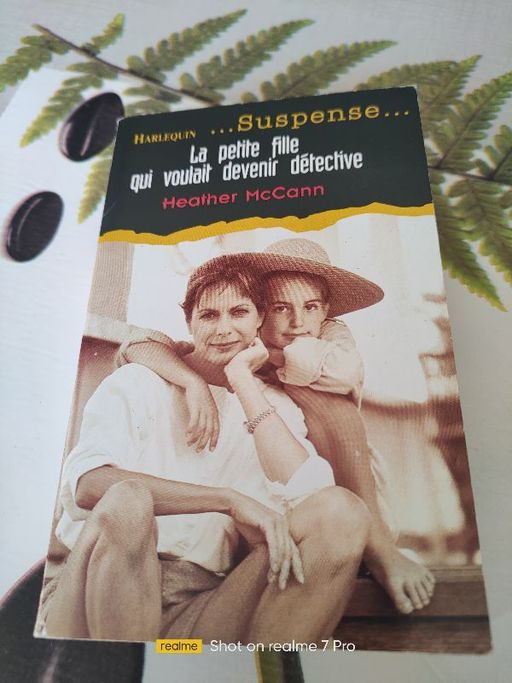 HARLEQUIN ...Suspense...
La petite fille
qui voulait devenir détective
Heather McCann
realme Shot on realme 7 Pro